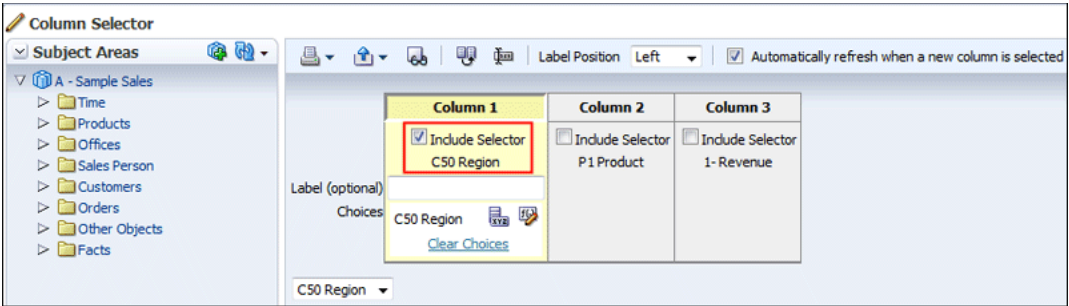 Column Selector
Subject Areas
A - Sample Sales
Time
Products
Offices
Sales Person
Customers
Orders
Other Objects
Facts
Label Position Left Automatically refresh when a new column is selected
Column 1 Column 2 Column 3
Include Selector Include Selector Include Selector
C50 Region P1 Product 1- Revenue
Label (optional)
Choices C50 Region
Clear Choices
C50 Region